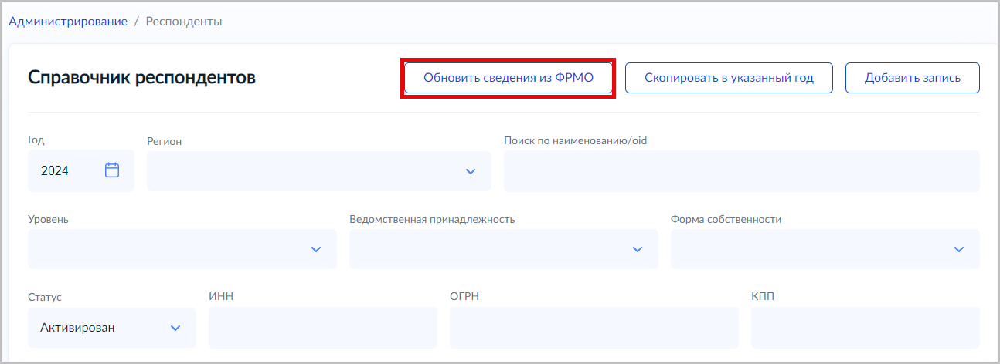 Администрирование / Респонденты
Справочник респондентов
Обновить сведения из ФРМО
Скопировать в указанный год
Добавить запись
Год
Регион
Поиск по наименованию/oid
2024
Уровень
Ведомственная принадлежность
Форма собственности
Статус
ИНН
ОГРН
КПП
Активирован